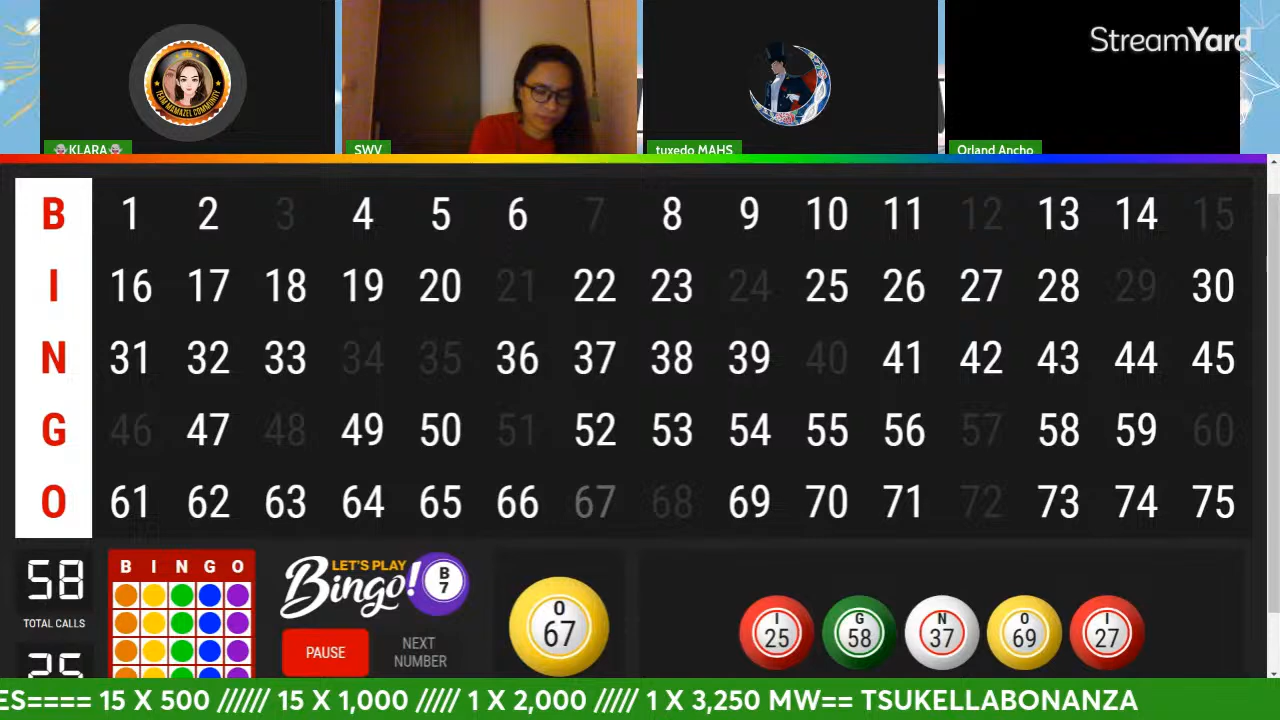 StreamYard
TEAM MAMAZEL COMMUNITY
👻KLARA👻
SWV
tuxedo MAHS
Orland Ancho
B 1 2 3 4 5 6 7 8 9 10 11 12 13 14 15
I 16 17 18 19 20 21 22 23 24 25 26 27 28 29 30
N 31 32 33 34 35 36 37 38 39 40 41 42 43 44 45
G 46 47 48 49 50 51 52 53 54 55 56 57 58 59 60
O 61 62 63 64 65 66 67 68 69 70 71 72 73 74 75
58
TOTAL CALLS
25
B I N G O
LET'S PLAY
Bingo!
B
7
PAUSE
NEXT
NUMBER
O
67
I
25
G
58
N
37
O
69
I
27
ES==== 15 X 500 ////// 15 X 1,000 ///// 1 X 2,000 ///// 1 X 3,250 MW== TSUKELLABONANZA